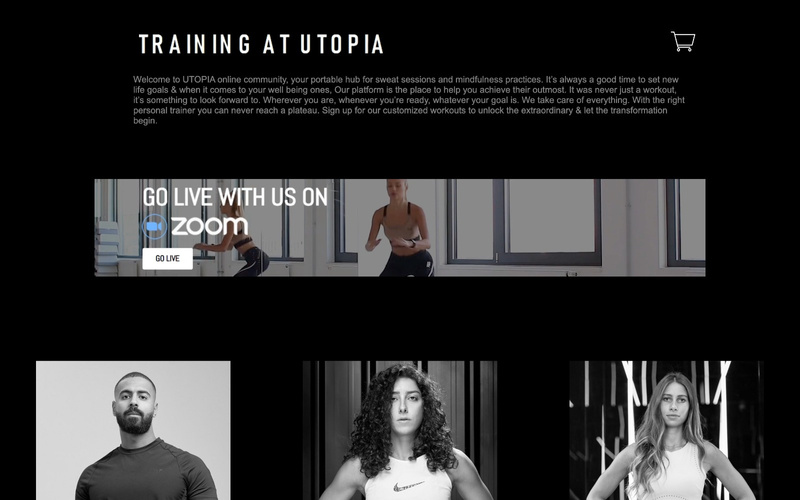 TRAINING AT UTOPIA
Welcome to UTOPIA online community, your portable hub for sweat sessions and mindfulness practices. It's always a good time to set new
life goals & when it comes to your well being ones, Our platform is the place to help you achieve their outmost. It was never just a workout,
it's something to look forward to. Wherever you are, whenever you're ready, whatever your goal is. We take care of everything. With the right
personal trainer you can never reach a plateau. Sign up for our customized workouts to unlock the extraordinary & let the transformation
begin.
GO LIVE WITH US ON
zoom
GO LIVE